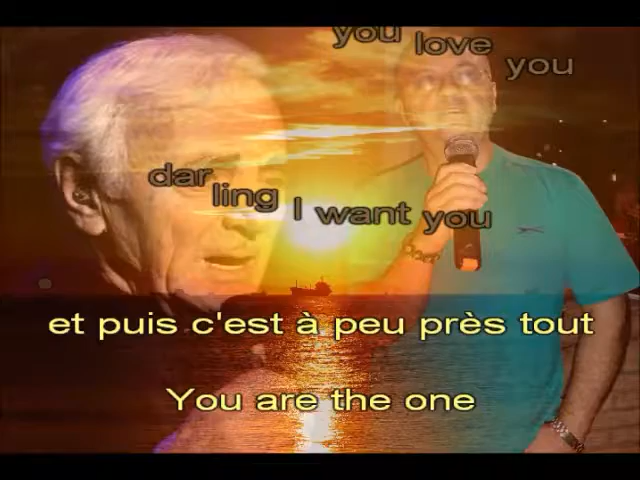 you love you
dar ling I want you
et puis c'est à peu près tout
You are the one